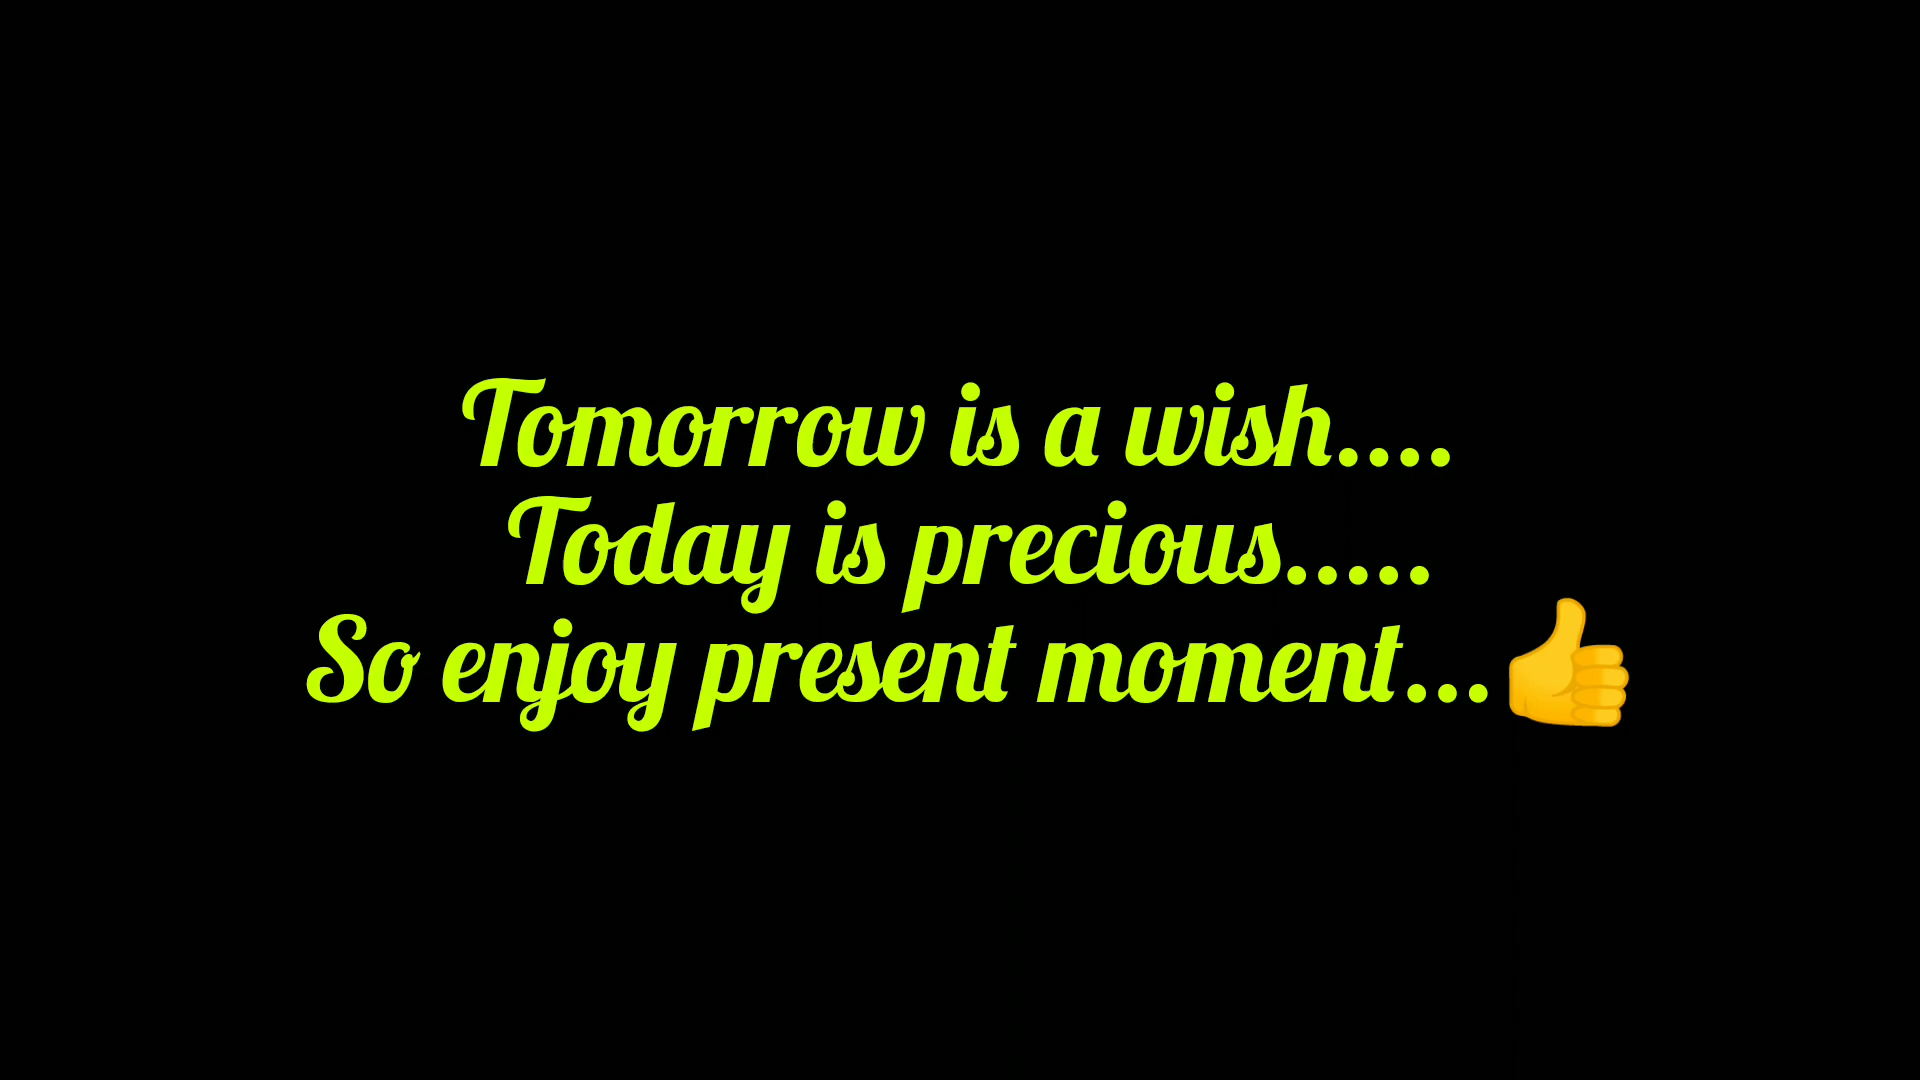 Tomorrow is a wish....
Today is precious.....
So enjoy present moment...👍